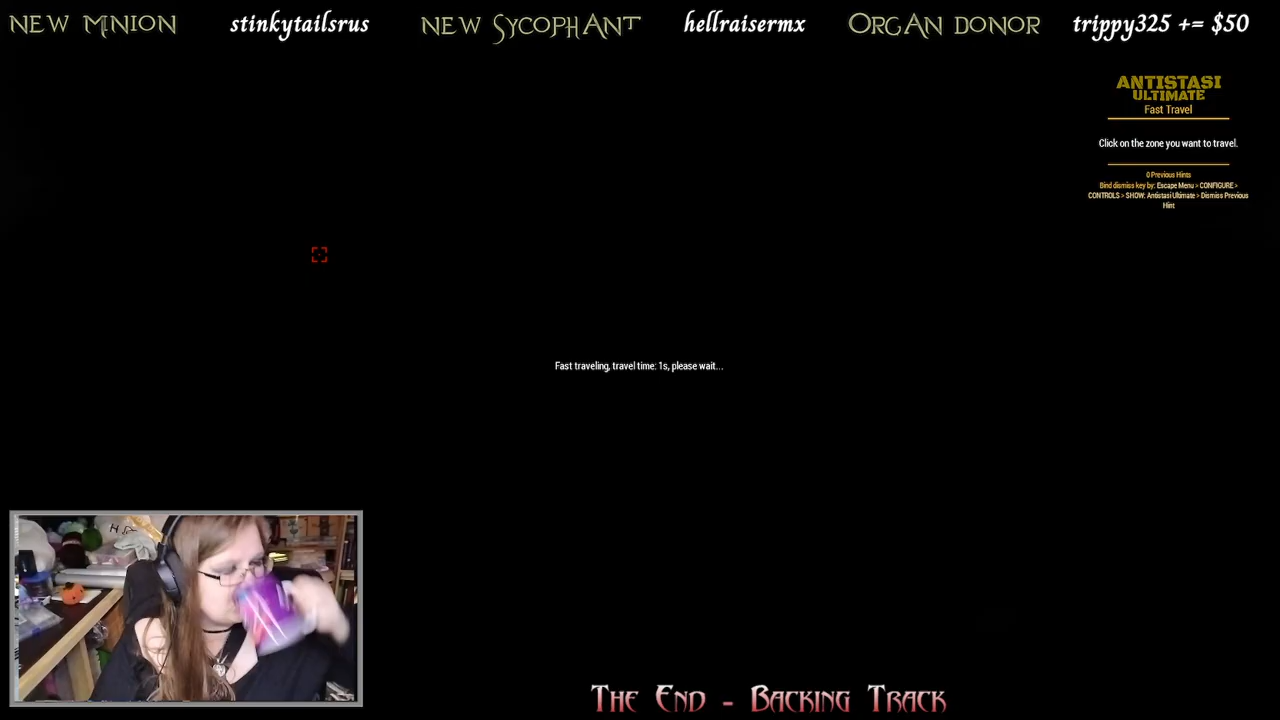 NEW MINION stinkytailsrus NEW SYCOPHANT hellraisermx ORGAN DONOR trippy325 += $50
ANTISTASI
ULTIMATE
Fast Travel
Click on the zone you want to travel.
0 Previous Hints
Bind dismiss key by: Escape Menu > CONFIGURE >
CONTROLS > SHOW: Antistasi Ultimate > Dismiss Previous
Hint
Fast traveling, travel time: 1s, please wait...
The End - Backing Track